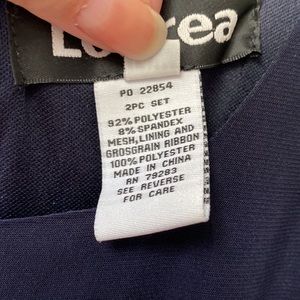 PO 22854
2PC SET
92% POLYESTER
8% SPANDEX
MESH,LINING AND
GROSGRAIN RIBBON
100% POLYESTER
MADE IN CHINA
RN 79283
SEE REVERSE
FOR CARE